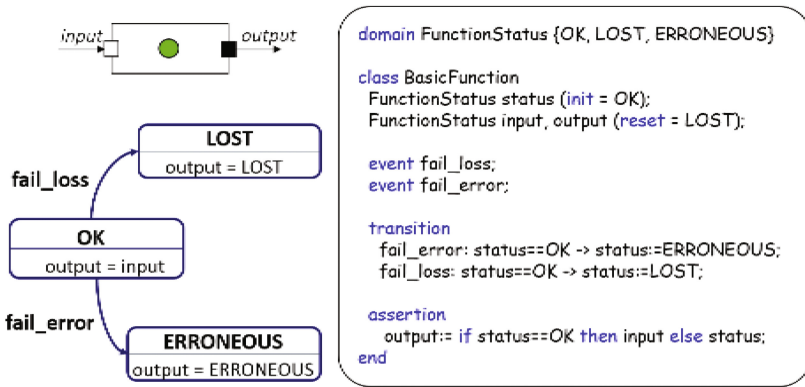 input
output
LOST
output = LOST
fail_loss
OK
output = input
fail_error
ERRONEOUS
output = ERRONEOUS
domain FunctionStatus {OK, LOST, ERRONEOUS}
class BasicFunction
FunctionStatus status (init = OK);
FunctionStatus input, output (reset = LOST);
event fail_loss;
event fail_error;
transition
fail_error: status==OK -> status:=ERRONEOUS;
fail_loss: status==OK -> status:=LOST;
assertion
output:= if status==OK then input else status;
end